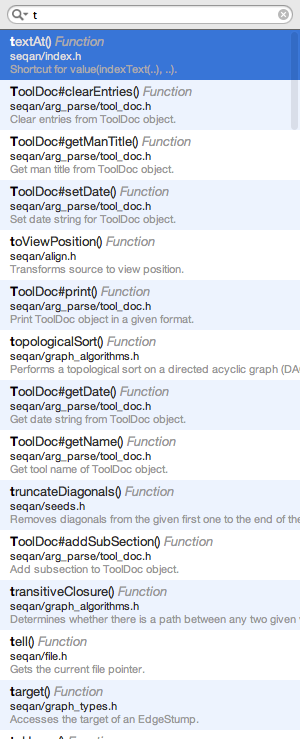 t
textAt() Function
seqan/index.h
Shortcut for value(indexText(..), ..).
ToolDoc#clearEntries() Function
seqan/arg_parse/tool_doc.h
Clear entries from ToolDoc object.
ToolDoc#getManTitle() Function
seqan/arg_parse/tool_doc.h
Get man title from ToolDoc object.
ToolDoc#setDate() Function
seqan/arg_parse/tool_doc.h
Set date string for ToolDoc object.
toViewPosition() Function
seqan/align.h
Transforms source to view position.
ToolDoc#print() Function
seqan/arg_parse/tool_doc.h
Print ToolDoc object in a given format.
topologicalSort() Function
seqan/graph_algorithms.h
Performs a topological sort on a directed acyclic graph (DAG
ToolDoc#getDate() Function
seqan/arg_parse/tool_doc.h
Get date string from ToolDoc object.
ToolDoc#getName() Function
seqan/arg_parse/tool_doc.h
Get tool name of ToolDoc object.
truncateDiagonals() Function
seqan/seeds.h
Removes diagonals from the given first one to the end of the
ToolDoc#addSubSection() Function
seqan/arg_parse/tool_doc.h
Add subsection to ToolDoc object.
transitiveClosure() Function
seqan/graph_algorithms.h
Determines whether there is a path between any two given
tell() Function
seqan/file.h
Gets the current file pointer.
target() Function
seqan/graph_types.h
Accesses the target of an EdgeStump.